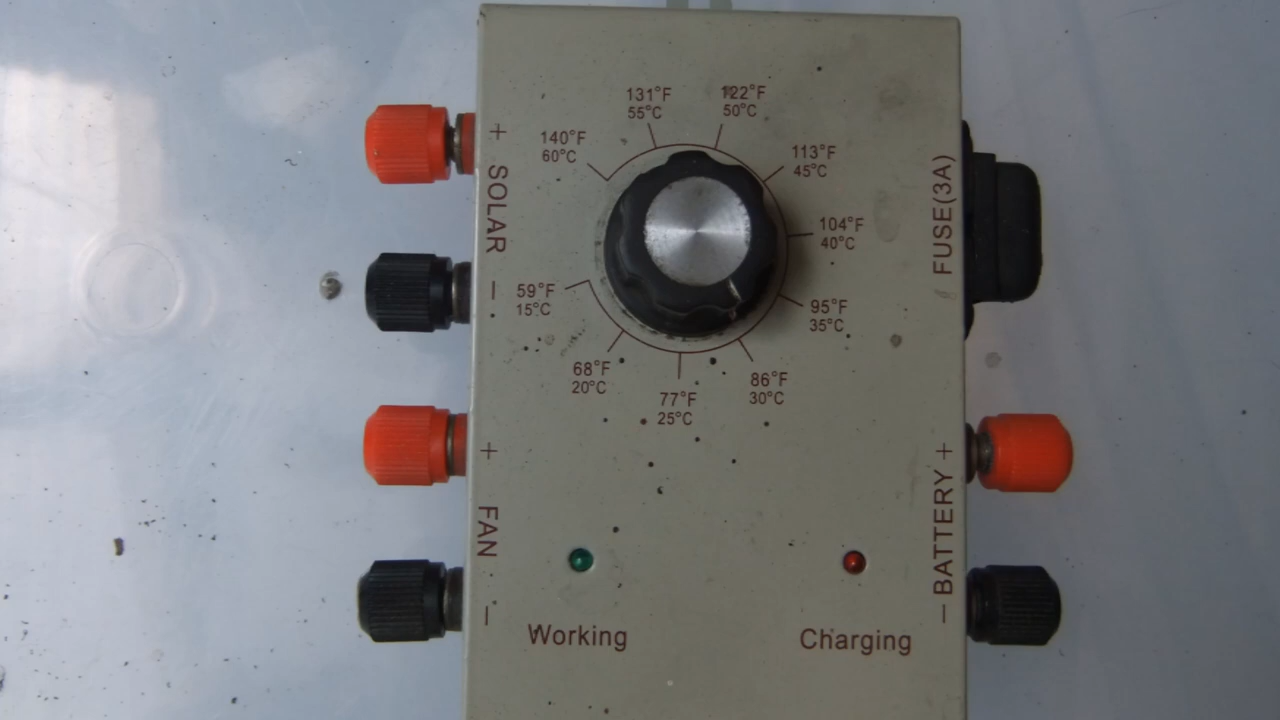 131°F
55°C
122°F
50°C
140°F
60°C
113°F
45°C
104°F
40°C
59°F
15°C
95°F
35°C
68°F
20°C
77°F
25°C
86°F
30°C
+ SOLAR −
+ FAN −
FUSE(3A)
− BATTERY +
Working
Charging